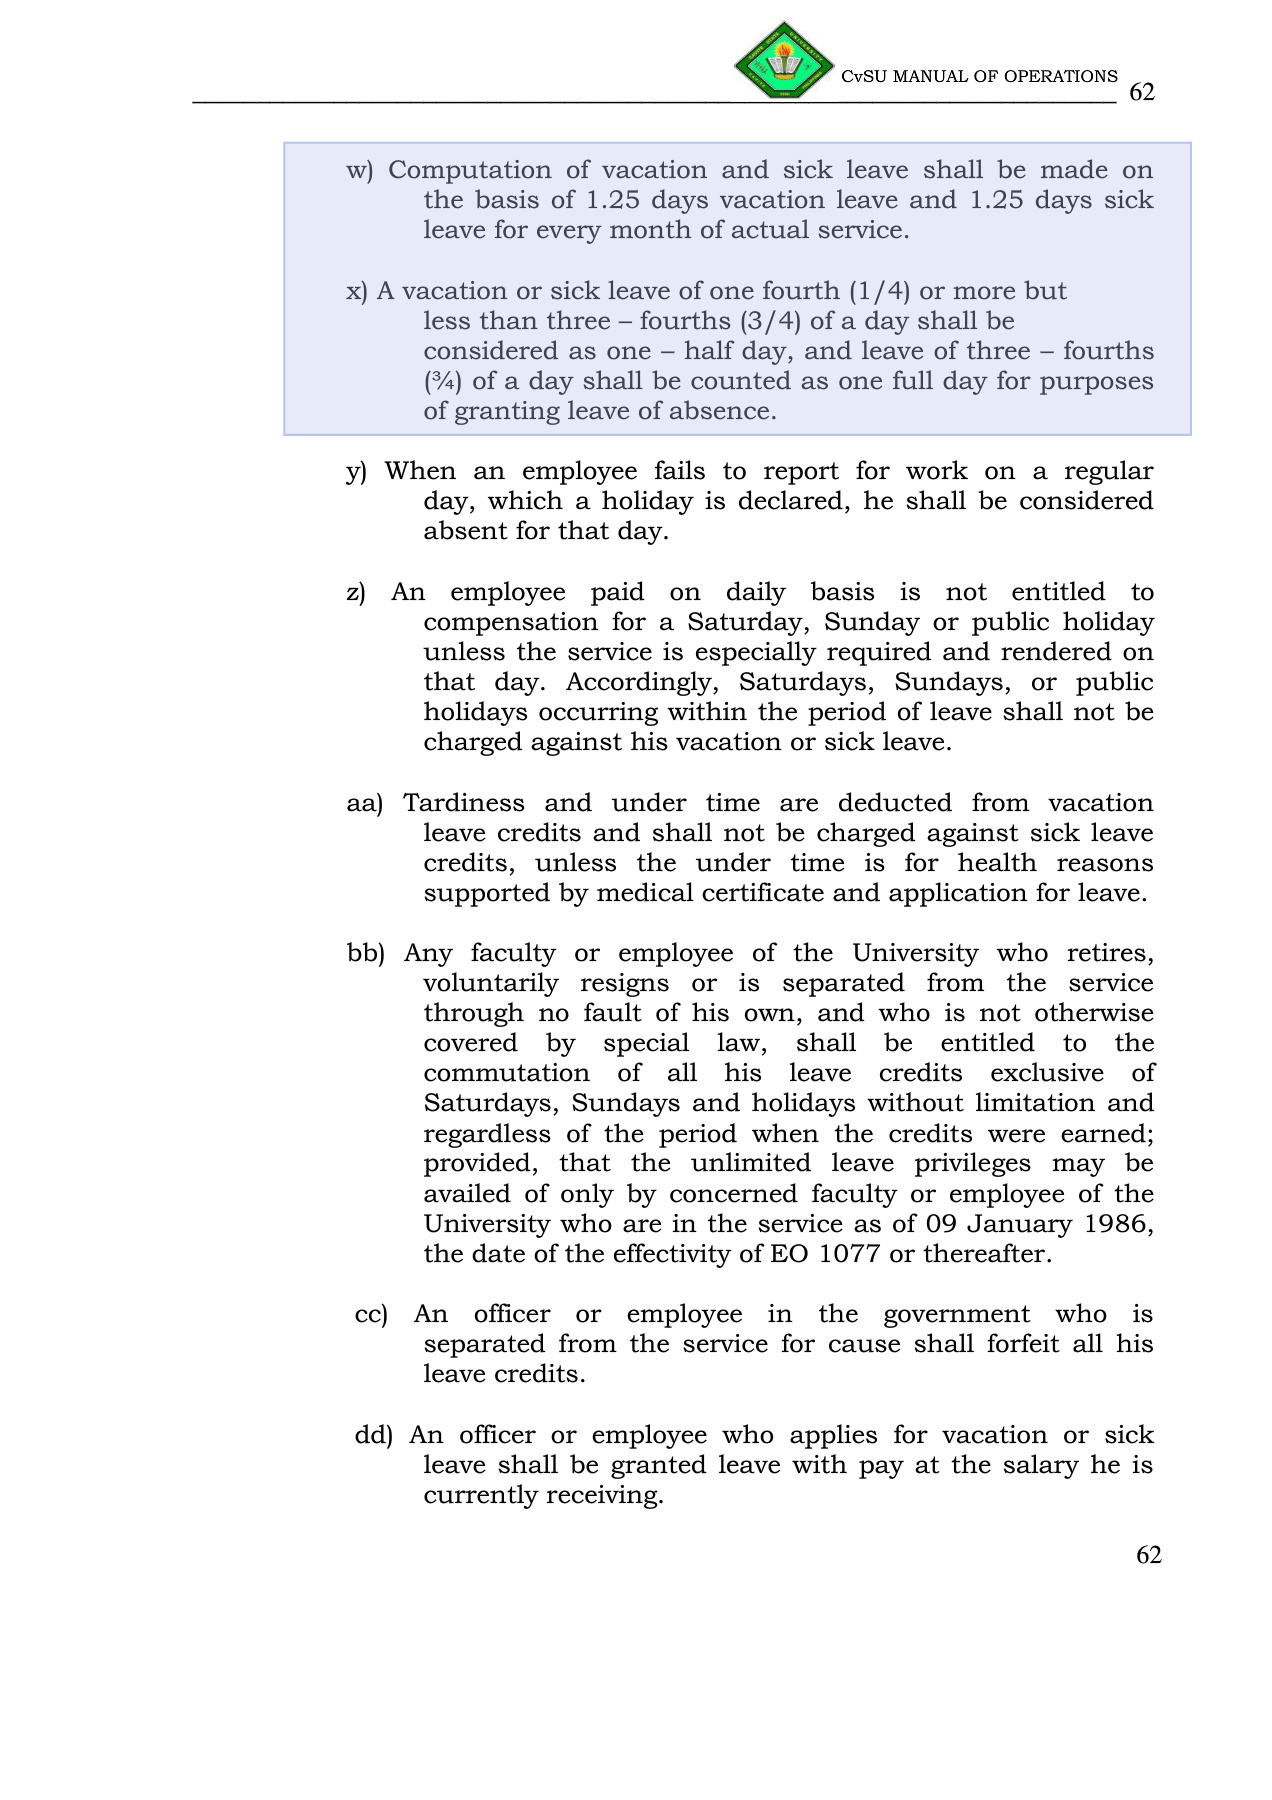 CvSU MANUAL OF OPERATIONS
62
w) Computation of vacation and sick leave shall be made on
the basis of 1.25 days vacation leave and 1.25 days sick
leave for every month of actual service.
x) A vacation or sick leave of one fourth (1/4) or more but
less than three – fourths (3/4) of a day shall be
considered as one – half day, and leave of three – fourths
(¾) of a day shall be counted as one full day for purposes
of granting leave of absence.
y) When an employee fails to report for work on a regular
day, which a holiday is declared, he shall be considered
absent for that day.
z) An employee paid on daily basis is not entitled to
compensation for a Saturday, Sunday or public holiday
unless the service is especially required and rendered on
that day. Accordingly, Saturdays, Sundays, or public
holidays occurring within the period of leave shall not be
charged against his vacation or sick leave.
aa) Tardiness and under time are deducted from vacation
leave credits and shall not be charged against sick leave
credits, unless the under time is for health reasons
supported by medical certificate and application for leave.
bb) Any faculty or employee of the University who retires,
voluntarily resigns or is separated from the service
through no fault of his own, and who is not otherwise
covered by special law, shall be entitled to the
commutation of all his leave credits exclusive of
Saturdays, Sundays and holidays without limitation and
regardless of the period when the credits were earned;
provided, that the unlimited leave privileges may be
availed of only by concerned faculty or employee of the
University who are in the service as of 09 January 1986,
the date of the effectivity of EO 1077 or thereafter.
cc) An officer or employee in the government who is
separated from the service for cause shall forfeit all his
leave credits.
dd) An officer or employee who applies for vacation or sick
leave shall be granted leave with pay at the salary he is
currently receiving.
62